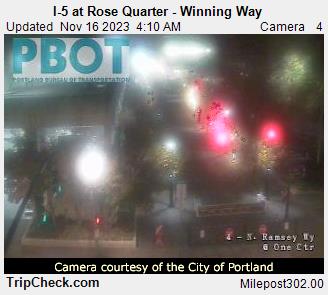 I-5 at Rose Quarter - Winning Way
Updated Nov 16 2023 4:10 AM Camera 4
PBOT
PORTLAND BUREAU OF TRANSPORTATION
4 - N. Ramsey Wy
@ One Ctr
Camera courtesy of the City of Portland
TripCheck.com Milepost302.00